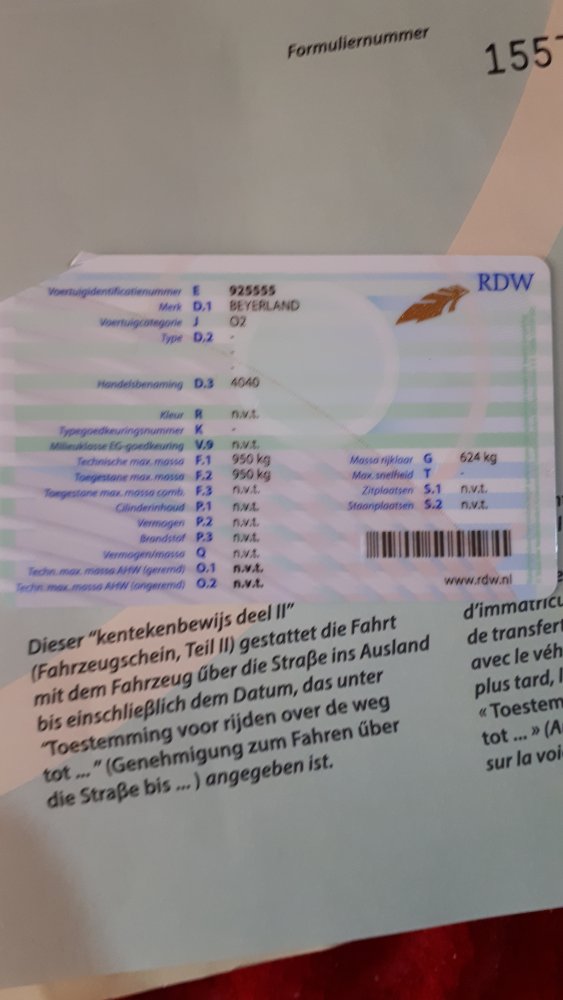 Formuliernummer
155
RDW
Voertuigidentificatienummer E 925555
Merk D.1 BEYERLAND
Voertuigcategorie J O2
Type D.2 -
-
-
Handelsbenaming D.3 4040
Kleur R n.v.t.
Typegoedkeuringsnummer K -
Milieuklasse EG-goedkeuring V.9 n.v.t.
Technische max. massa F.1 950 kg
Toegestane max. massa F.2 950 kg
Toegestane max. massa comb. F.3 n.v.t.
Cilinderinhoud P.1 n.v.t.
Vermogen P.2 n.v.t.
Brandstof P.3 n.v.t.
Vermogen/massa Q n.v.t.
Techn. max. massa AHW (geremd) O.1 n.v.t.
Techn. max. massa AHW (ongeremd) O.2 n.v.t.
Massa rijklaar G 624 kg
Max. snelheid T -
Zitplaatsen S.1 n.v.t.
Staanplaatsen S.2 n.v.t.
www.rdw.nl
Dieser "kentekenbewijs deel II"
(Fahrzeugschein, Teil II) gestattet die Fahrt
mit dem Fahrzeug űber die Straße ins Ausland
bis einschließlich dem Datum, das unter
"Toestemming voor rijden over de weg
tot ... " (Genehmigung zum Fahren űber
die Straße bis ... ) angegeben ist.
d'immatricu
de transfert
avec le véh
plus tard, l
« Toestem
tot ... » (A
sur la voi